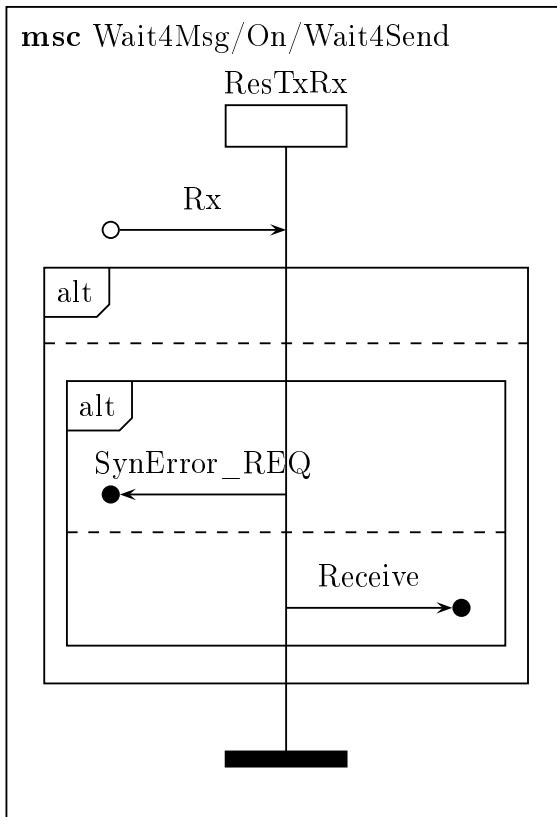 msc Wait4Msg/On/Wait4Send
ResTxRx
Rx
alt
alt
SynError_REQ
Receive